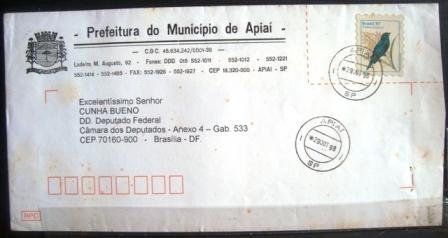 - Prefeitura do Município de Apiaí -
C.G.C. 46.634.242/0001-38
Ladeira M. Augusto, 92 - Fones: DDD 015 552-1011 552-1012 - 552-1221
552-1414 - 552-1485 - FAX: 552-1926 - 552-1927 - CEP 18.320-000 - APIAÍ - SP
Brasil 97
APIAÍ
SP
Excelentíssimo Senhor
CUNHA BUENO
DD. Deputado Federal
Câmara dos Deputados - Anexo 4 – Gab. 533
CEP 70160-900 - Brasília - DF.
APIAÍ
SP
RPC